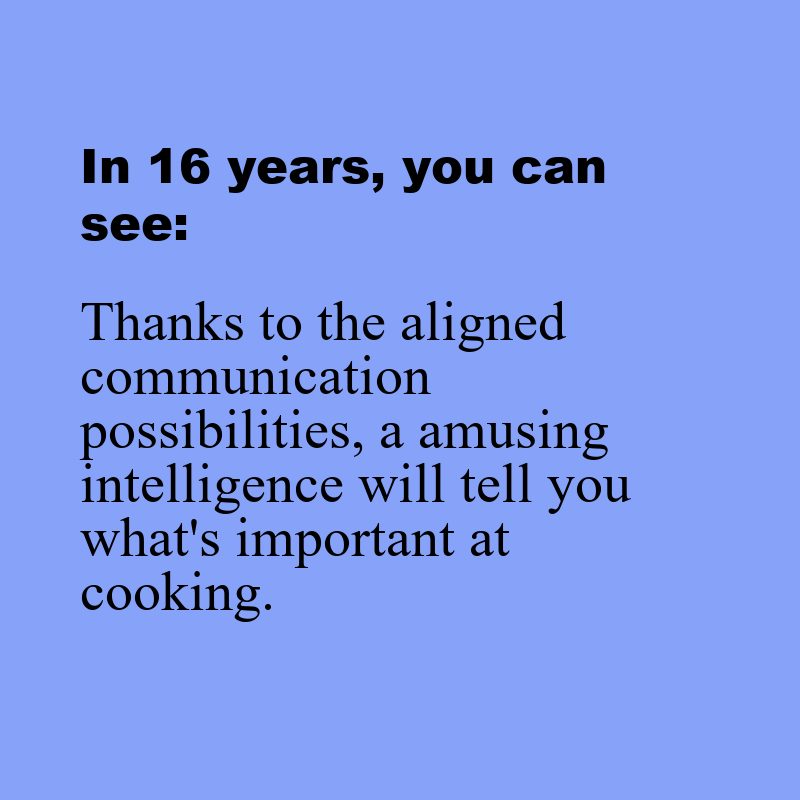 In 16 years, you can
see:
Thanks to the aligned
communication
possibilities, a amusing
intelligence will tell you
what's important at
cooking.